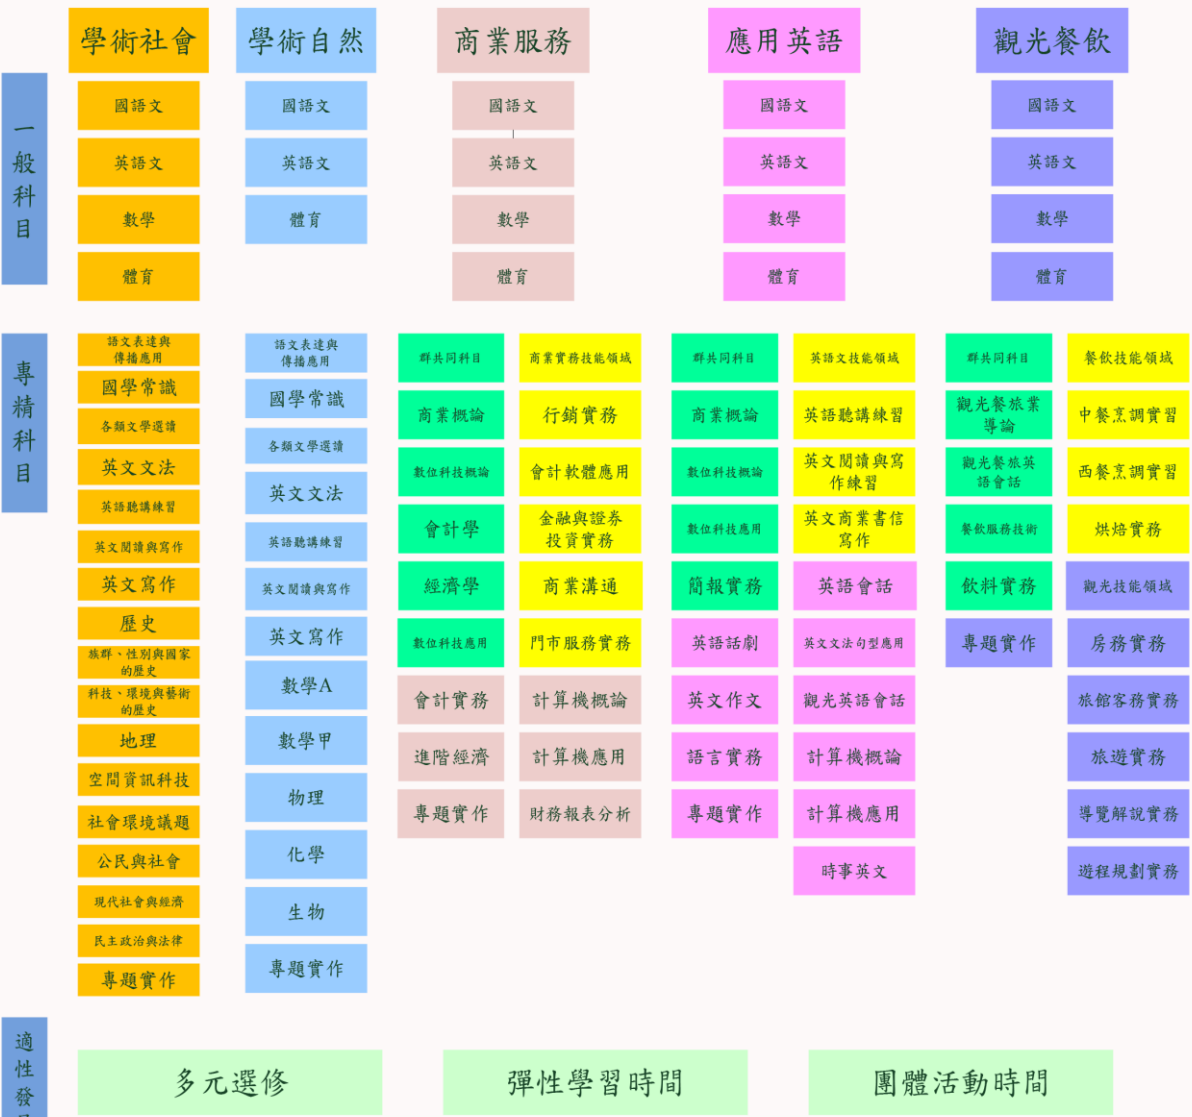 學術社會
學術自然
商業服務
應用英語
觀光餐飲
一般科目
國語文
英語文
數學
體育
國語文
英語文
體育
國語文
英語文
數學
體育
國語文
英語文
數學
體育
國語文
英語文
數學
體育
專精科目
語文表達與
傳播應用
國學常識
各類文學選讀
英文文法
英語聽講練習
英文閱讀與寫作
英文寫作
歷史
族群、性別與國家
的歷史
科技、環境與藝術
的歷史
地理
空間資訊科技
社會環境議題
公民與社會
現代社會與經濟
民主政治與法律
專題實作
語文表達與
傳播應用
國學常識
各類文學選讀
英文文法
英語聽講練習
英文閱讀與寫作
英文寫作
數學A
數學甲
物理
化學
生物
專題實作
群共同科目
商業概論
數位科技概論
會計學
經濟學
數位科技應用
會計實務
進階經濟
專題實作
商業實務技能領域
行銷實務
會計軟體應用
金融與證券
投資實務
商業溝通
門市服務實務
計算機概論
計算機應用
財務報表分析
群共同科目
商業概論
數位科技概論
數位科技應用
簡報實務
英語話劇
英文作文
語言實務
專題實作
英語文技能領域
英語聽講練習
英文閱讀與寫
作練習
英文商業書信
寫作
英語會話
英文文法句型應用
觀光英語會話
計算機概論
計算機應用
時事英文
群共同科目
觀光餐旅業
導論
觀光餐旅英
語會話
餐飲服務技術
飲料實務
專題實作
餐飲技能領域
中餐烹調實習
西餐烹調實習
烘焙實務
觀光技能領域
房務實務
旅館客務實務
旅遊實務
導覽解說實務
遊程規劃實務
適性發
多元選修
彈性學習時間
團體活動時間